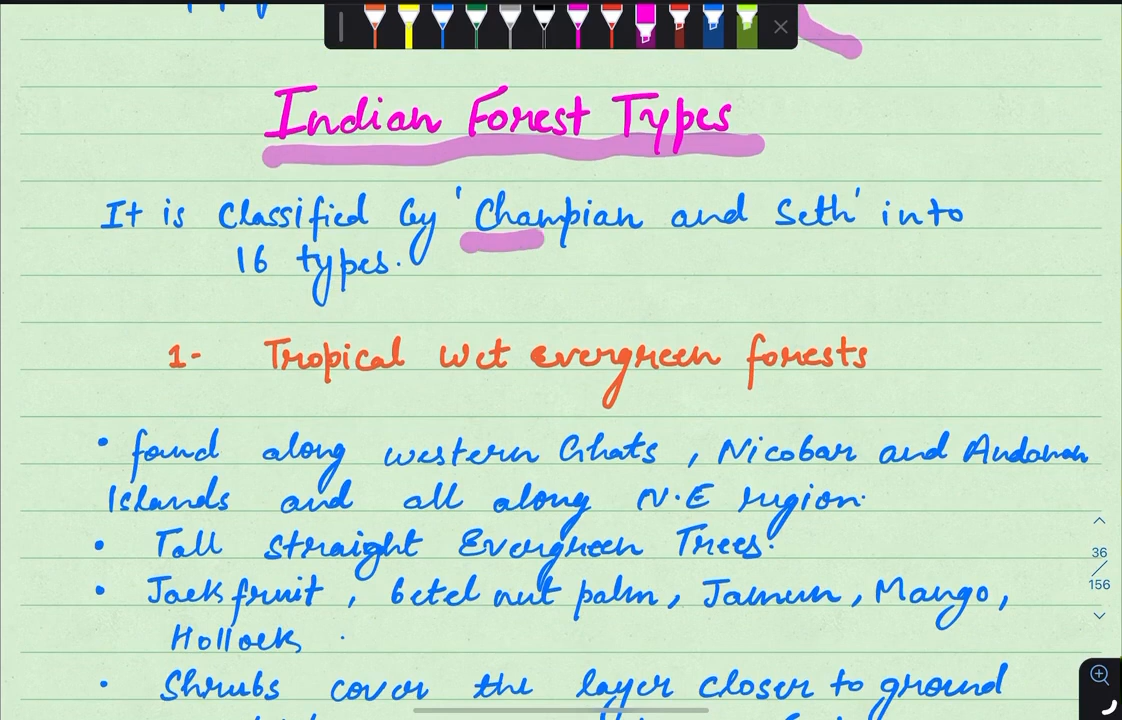 Indian Forest Types
It is classified by 'Champian and Seth' into
16 types.
1- Tropical wet evergreen forests
• found along western Ghats, Nicobar and Andaman
Islands and all along N.E region.
• Tall straight Evergreen Trees.
• Jackfruit, betel nut palm, Jamun, Mango,
Hollock
36
/
156
• Shrubs cover the layer closer to ground